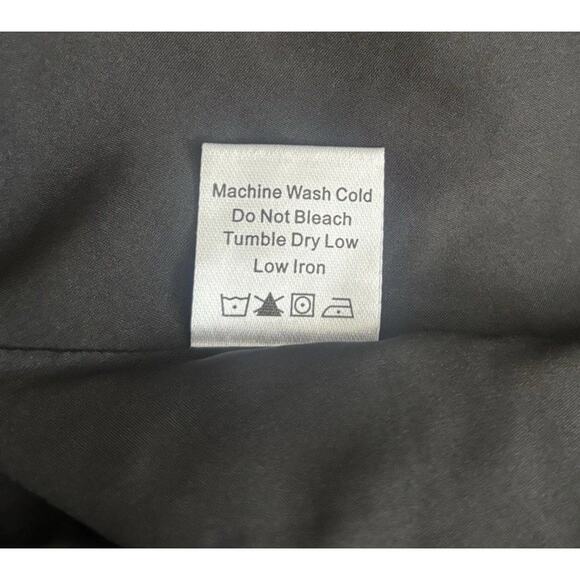 Machine Wash Cold
Do Not Bleach
Tumble Dry Low
Low Iron